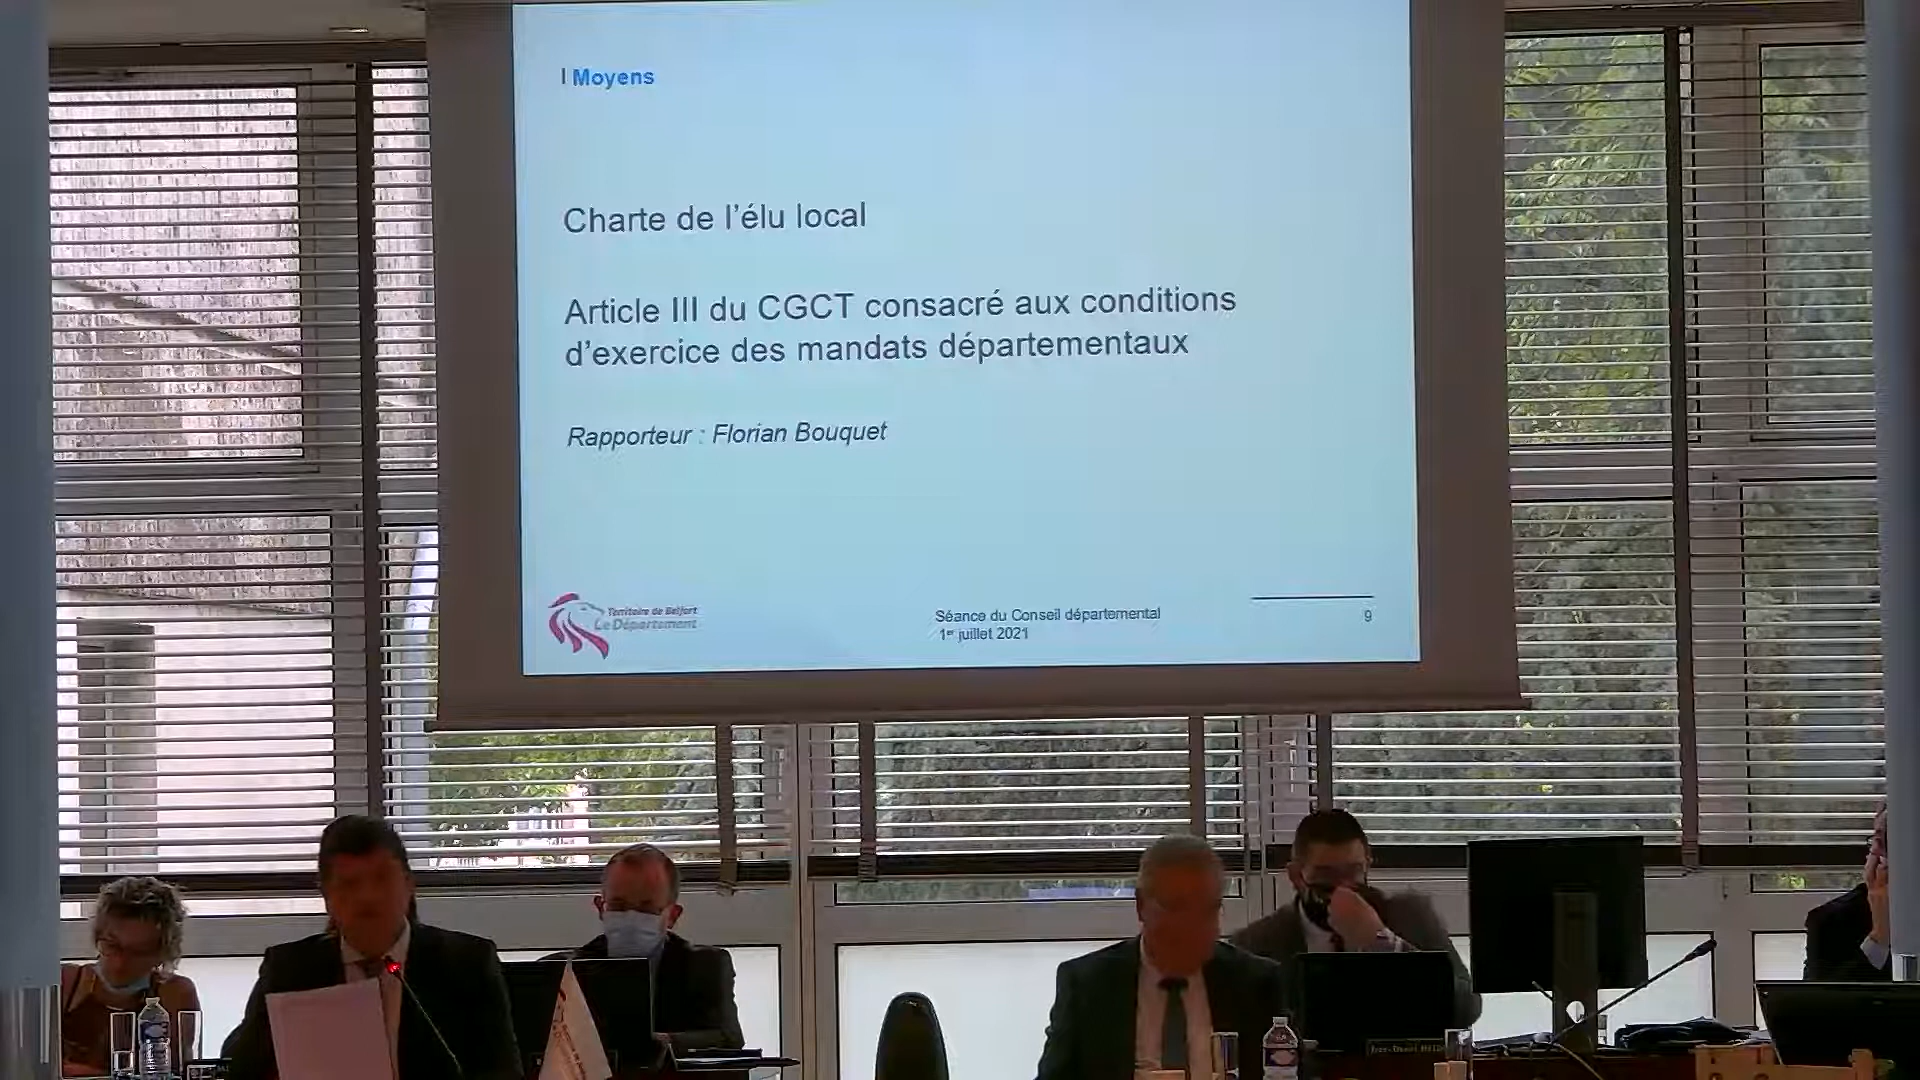 | Moyens
Charte de l'élu local
Article III du CGCT consacré aux conditions
d'exercice des mandats départementaux
Rapporteur : Florian Bouquet
Territoire de Belfort
Le Département
Séance du Conseil départemental
1er juillet 2021
9